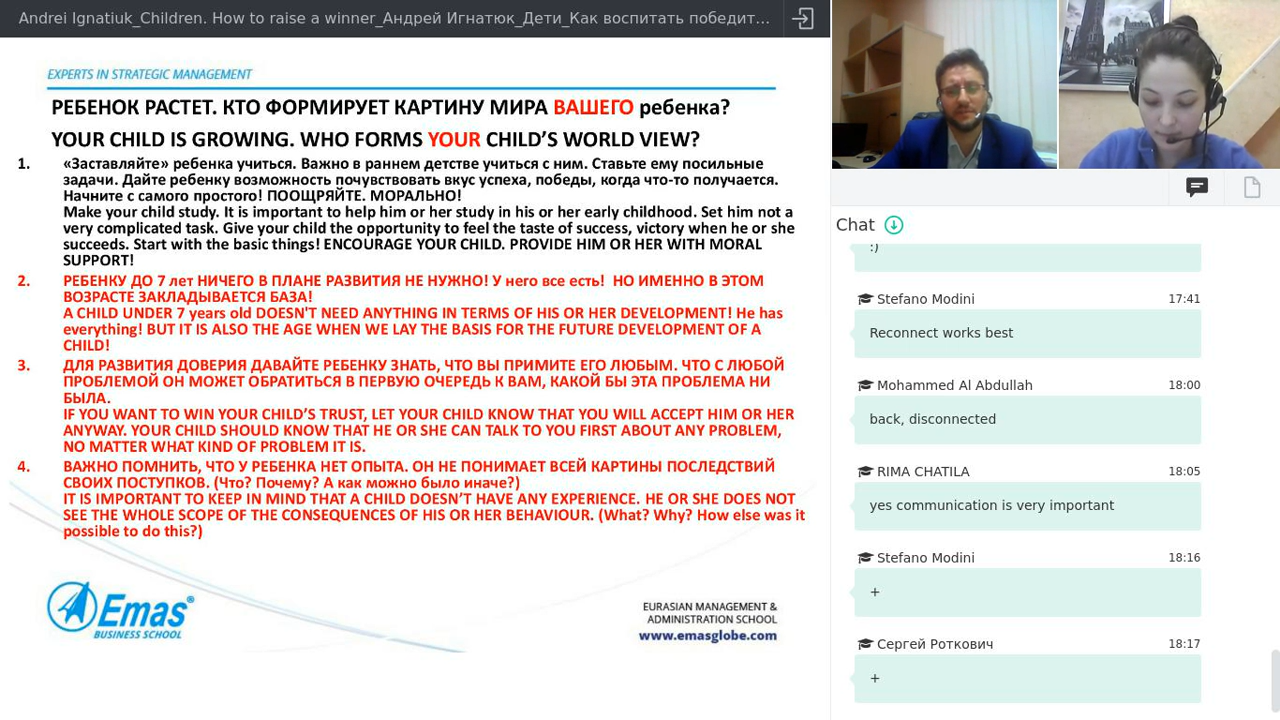 Andrei Ignatiuk_Children. How to raise a winner_Андрей Игнатюк_Дети_Как воспитать победит...
EXPERTS IN STRATEGIC MANAGEMENT
РЕБЕНОК РАСТЕТ. КТО ФОРМИРУЕТ КАРТИНУ МИРА ВАШЕГО ребенка?
YOUR CHILD IS GROWING. WHO FORMS YOUR CHILD’S WORLD VIEW?
1. «Заставляйте» ребенка учиться. Важно в раннем детстве учиться с ним. Ставьте ему посильные
задачи. Дайте ребенку возможность почувствовать вкус успеха, победы, когда что-то получается.
Начните с самого простого! ПООЩРЯЙТЕ. МОРАЛЬНО!
Make your child study. It is important to help him or her study in his or her early childhood. Set him not a
very complicated task. Give your child the opportunity to feel the taste of success, victory when he or she
succeeds. Start with the basic things! ENCOURAGE YOUR CHILD. PROVIDE HIM OR HER WITH MORAL
SUPPORT!
2. РЕБЕНКУ ДО 7 лет НИЧЕГО В ПЛАНЕ РАЗВИТИЯ НЕ НУЖНО! У него все есть! НО ИМЕННО В ЭТОМ
ВОЗРАСТЕ ЗАКЛАДЫВАЕТСЯ БАЗА!
A CHILD UNDER 7 years old DOESN'T NEED ANYTHING IN TERMS OF HIS OR HER DEVELOPMENT! He has
everything! BUT IT IS ALSO THE AGE WHEN WE LAY THE BASIS FOR THE FUTURE DEVELOPMENT OF A
CHILD!
3. ДЛЯ РАЗВИТИЯ ДОВЕРИЯ ДАВАЙТЕ РЕБЕНКУ ЗНАТЬ, ЧТО ВЫ ПРИМИТЕ ЕГО ЛЮБЫМ. ЧТО С ЛЮБОЙ
ПРОБЛЕМОЙ ОН МОЖЕТ ОБРАТИТЬСЯ В ПЕРВУЮ ОЧЕРЕДЬ К ВАМ, КАКОЙ БЫ ЭТА ПРОБЛЕМА НИ
БЫЛА.
IF YOU WANT TO WIN YOUR CHILD’S TRUST, LET YOUR CHILD KNOW THAT YOU WILL ACCEPT HIM OR HER
ANYWAY. YOUR CHILD SHOULD KNOW THAT HE OR SHE CAN TALK TO YOU FIRST ABOUT ANY PROBLEM,
NO MATTER WHAT KIND OF PROBLEM IT IS.
4. ВАЖНО ПОМНИТЬ, ЧТО У РЕБЕНКА НЕТ ОПЫТА. ОН НЕ ПОНИМАЕТ ВСЕЙ КАРТИНЫ ПОСЛЕДСТВИЙ
СВОИХ ПОСТУПКОВ. (Что? Почему? А как можно было иначе?)
IT IS IMPORTANT TO KEEP IN MIND THAT A CHILD DOESN’T HAVE ANY EXPERIENCE. HE OR SHE DOES NOT
SEE THE WHOLE SCOPE OF THE CONSEQUENCES OF HIS OR HER BEHAVIOUR. (What? Why? How else was it
possible to do this?)
Emas®
BUSINESS SCHOOL
EURASIAN MANAGEMENT &
ADMINISTRATION SCHOOL
www.emasglobe.com
Chat
:)
Stefano Modini 17:41
Reconnect works best
Mohammed Al Abdullah 18:00
back, disconnected
RIMA CHATILA 18:05
yes communication is very important
Stefano Modini 18:16
+
Сергей Роткович 18:17
+